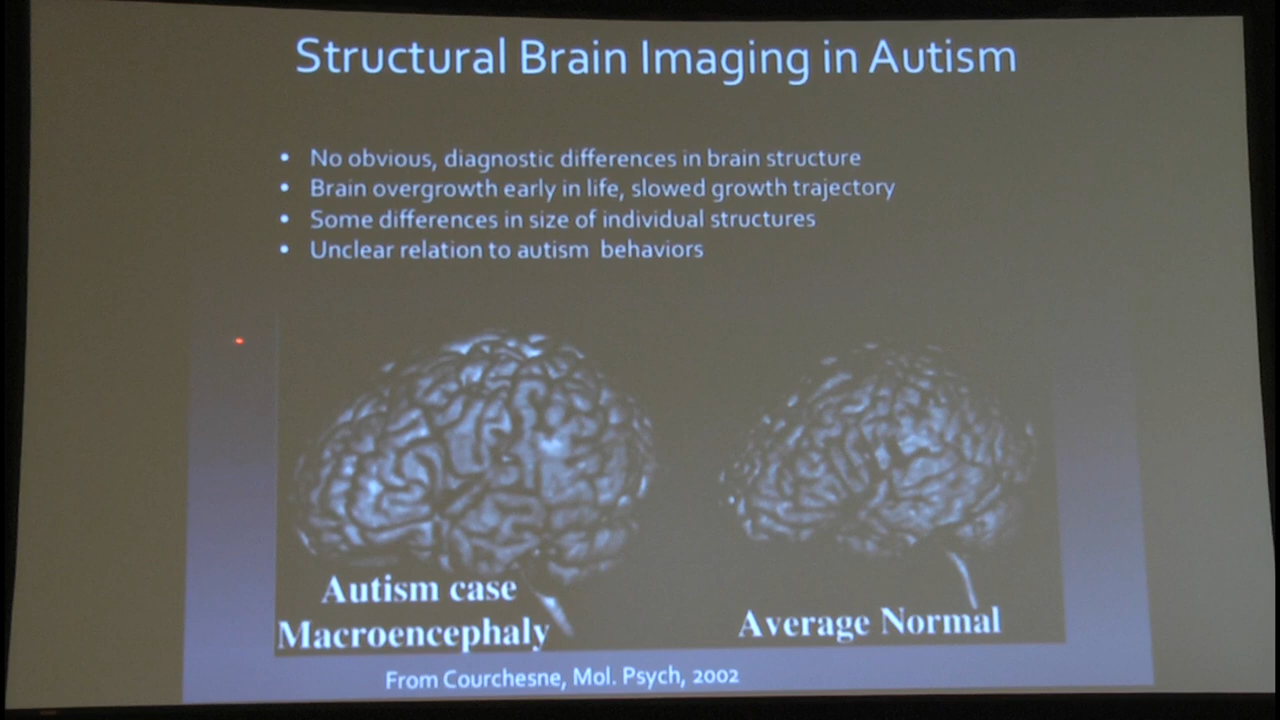 Structural Brain Imaging in Autism
• No obvious, diagnostic differences in brain structure
• Brain overgrowth early in life, slowed growth trajectory
• Some differences in size of individual structures
• Unclear relation to autism behaviors
Autism case
Macroencephaly
Average Normal
From Courchesne, Mol. Psych, 2002